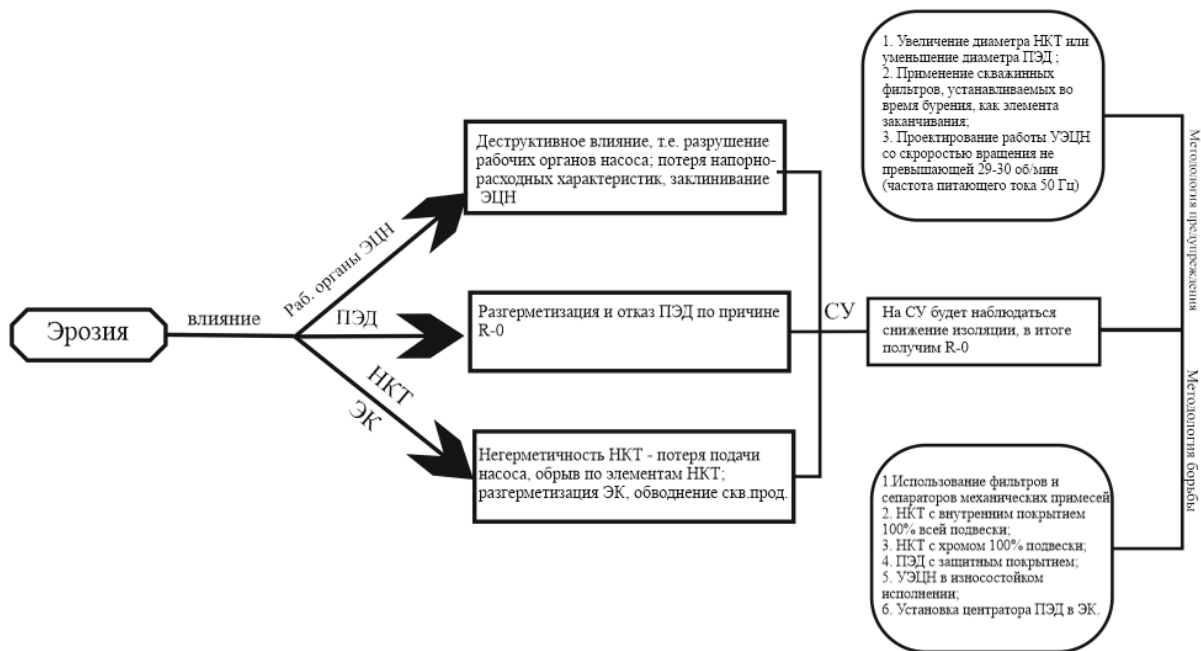 Эрозия
влияние
Раб. органы ЭЦН
ПЭД
НКТ
ЭК
Деструктивное влияние, т.е. разрушение
рабочих органов насоса; потеря напорно-
расходных характеристик, заклинивание
ЭЦН
Разгерметизация и отказ ПЭД по причине
R-0
Негерметичность НКТ - потеря подачи
насоса, обрыв по элементам НКТ;
разгерметизация ЭК, обводнение скв.прод.
СУ
На СУ будет наблюдаться
снижение изоляции, в итоге
получим R-0
1. Увеличение диаметра НКТ или
уменьшение диаметра ПЭД ;
2. Применение скважинных
фильтров, устанавливаемых во
время бурения, как элемента
заканчивания;
3. Проектирование работы УЭЦН
со скроростью вращения не
превышающей 29-30 об/мин
(частота питающего тока 50 Гц)
Методология предупреждения
Методология борьбы
1.Использование фильтров и
сепараторов механических примесей
2. НКТ с внутренним покрытием
100% всей подвески;
3. НКТ с хромом 100% подвески;
4. ПЭД с защитным покрытием;
5. УЭЦН в износостойком
исполнении;
6. Установка центратора ПЭД в ЭК.